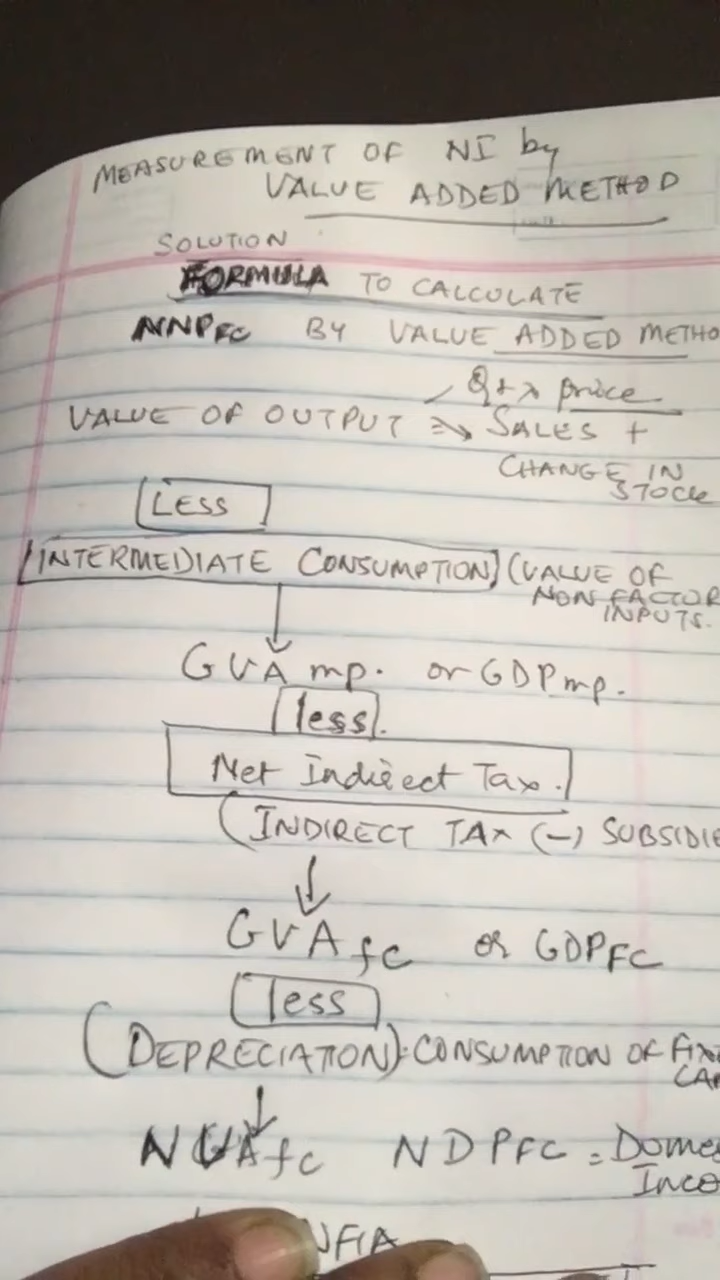 MEASUREMENT OF NI by
VALUE ADDED METHOD
SOLUTION
FORMULA TO CALCULATE
NNPFC BY VALUE ADDED METHO
Qty x price
VALUE OF OUTPUT => SALES +
CHANGE IN
STOCK
LESS
INTERMEDIATE CONSUMPTION (VALUE OF
NON FACTOR
INPUTS.
GVA mp. or GDP mp.
less.
Net Indirect Tax.
(INDIRECT TAX (-) SUBSIDIE
GVA fc or GDPFC
less
(DEPRECIATION):CONSUMPTION OF FIX
CAP
NVAfc NDPFC = Domes
Inco
NFIA